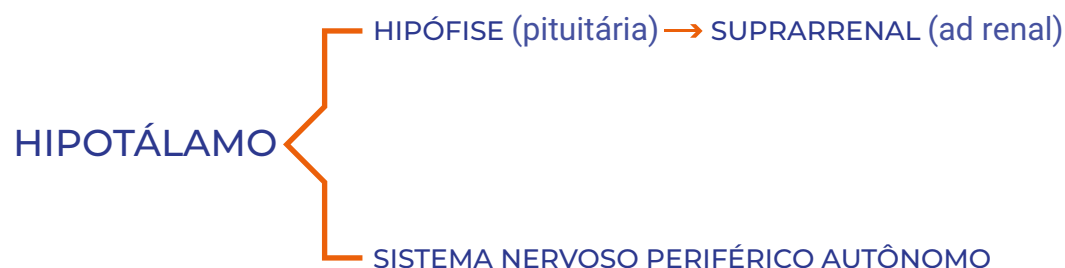 HIPÓFISE (pituitária) → SUPRARRENAL (ad renal)
HIPOTÁLAMO
SISTEMA NERVOSO PERIFÉRICO AUTÔNOMO